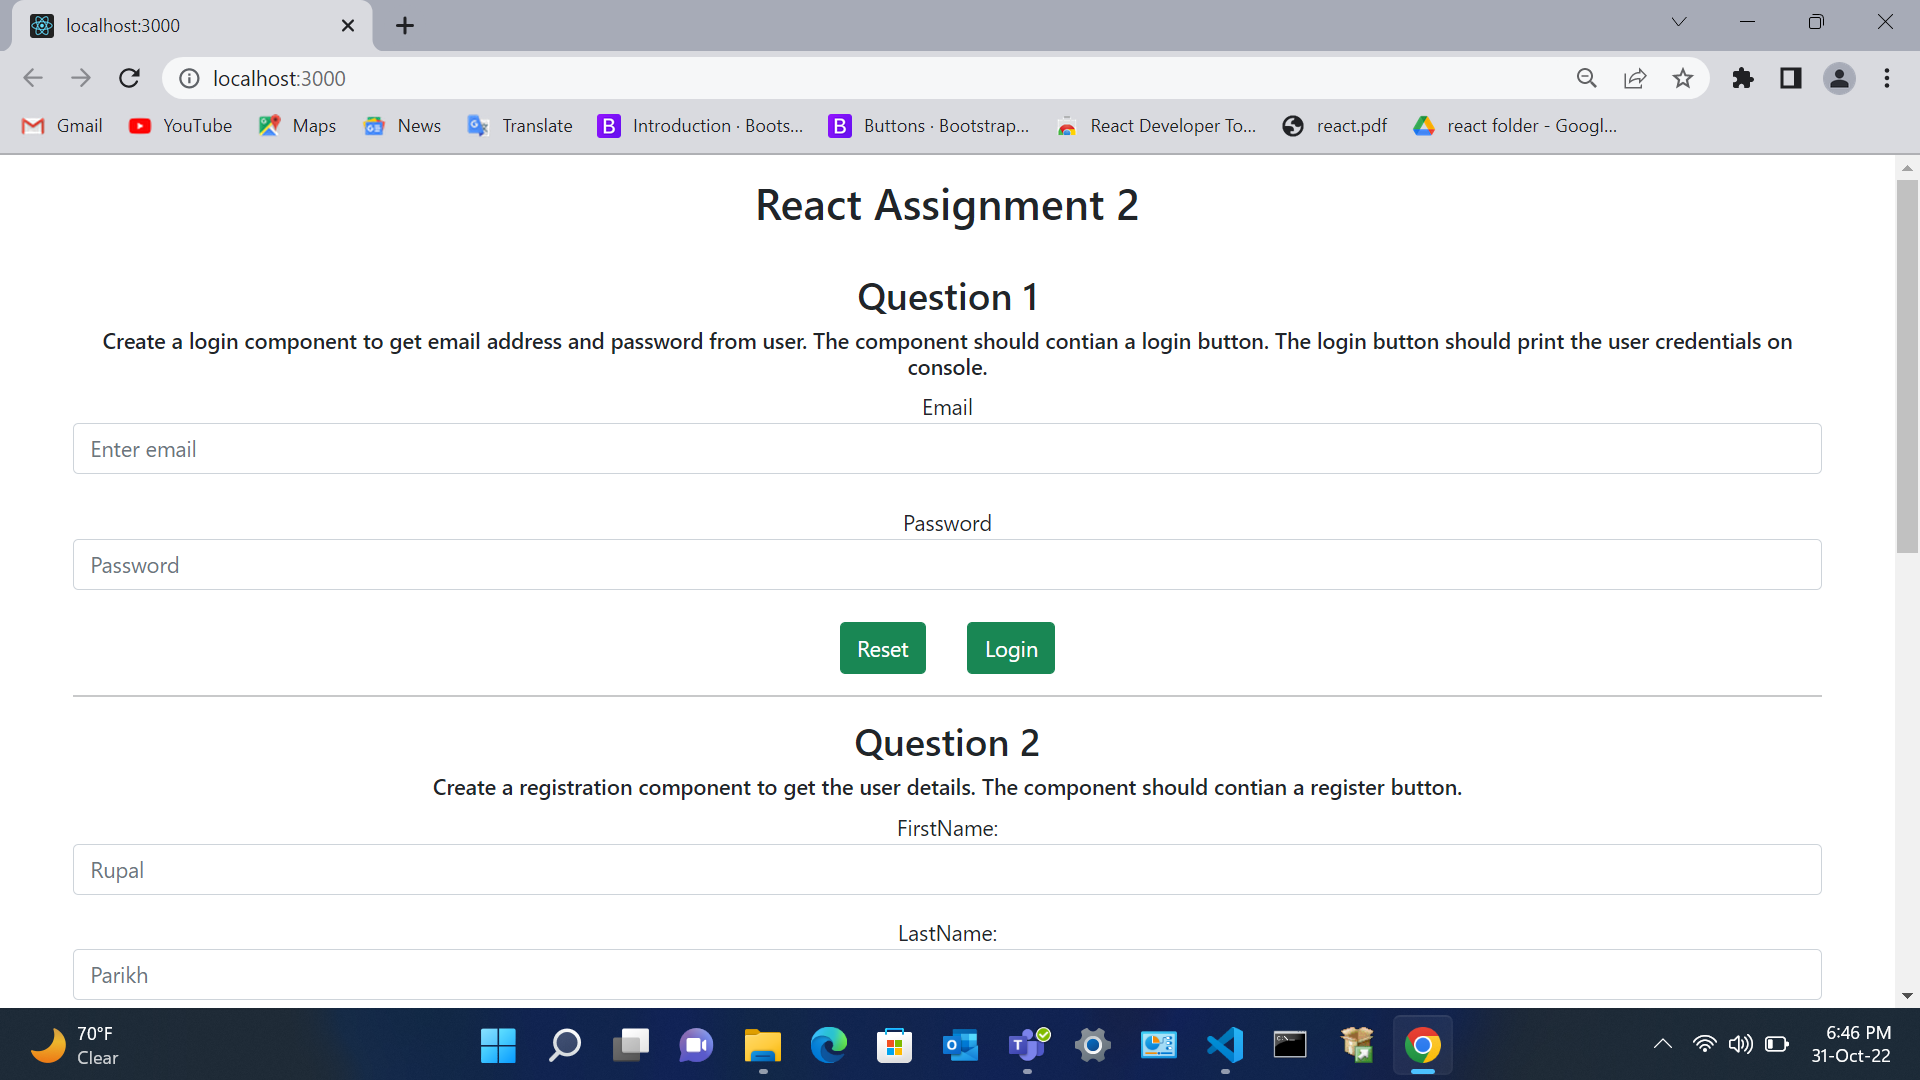 localhost:3000
localhost:3000
Gmail
YouTube
Maps
News
Translate
Introduction · Boots...
Buttons · Bootstrap...
React Developer To...
react.pdf
react folder - Googl...
React Assignment 2
Question 1
Create a login component to get email address and password from user. The component should contian a login button. The login button should print the user credentials on
console.
Email
Enter email
Password
Password
Reset
Login
Question 2
Create a registration component to get the user details. The component should contian a register button.
FirstName:
Rupal
LastName:
Parikh
70°F
Clear
6:46 PM
31-Oct-22